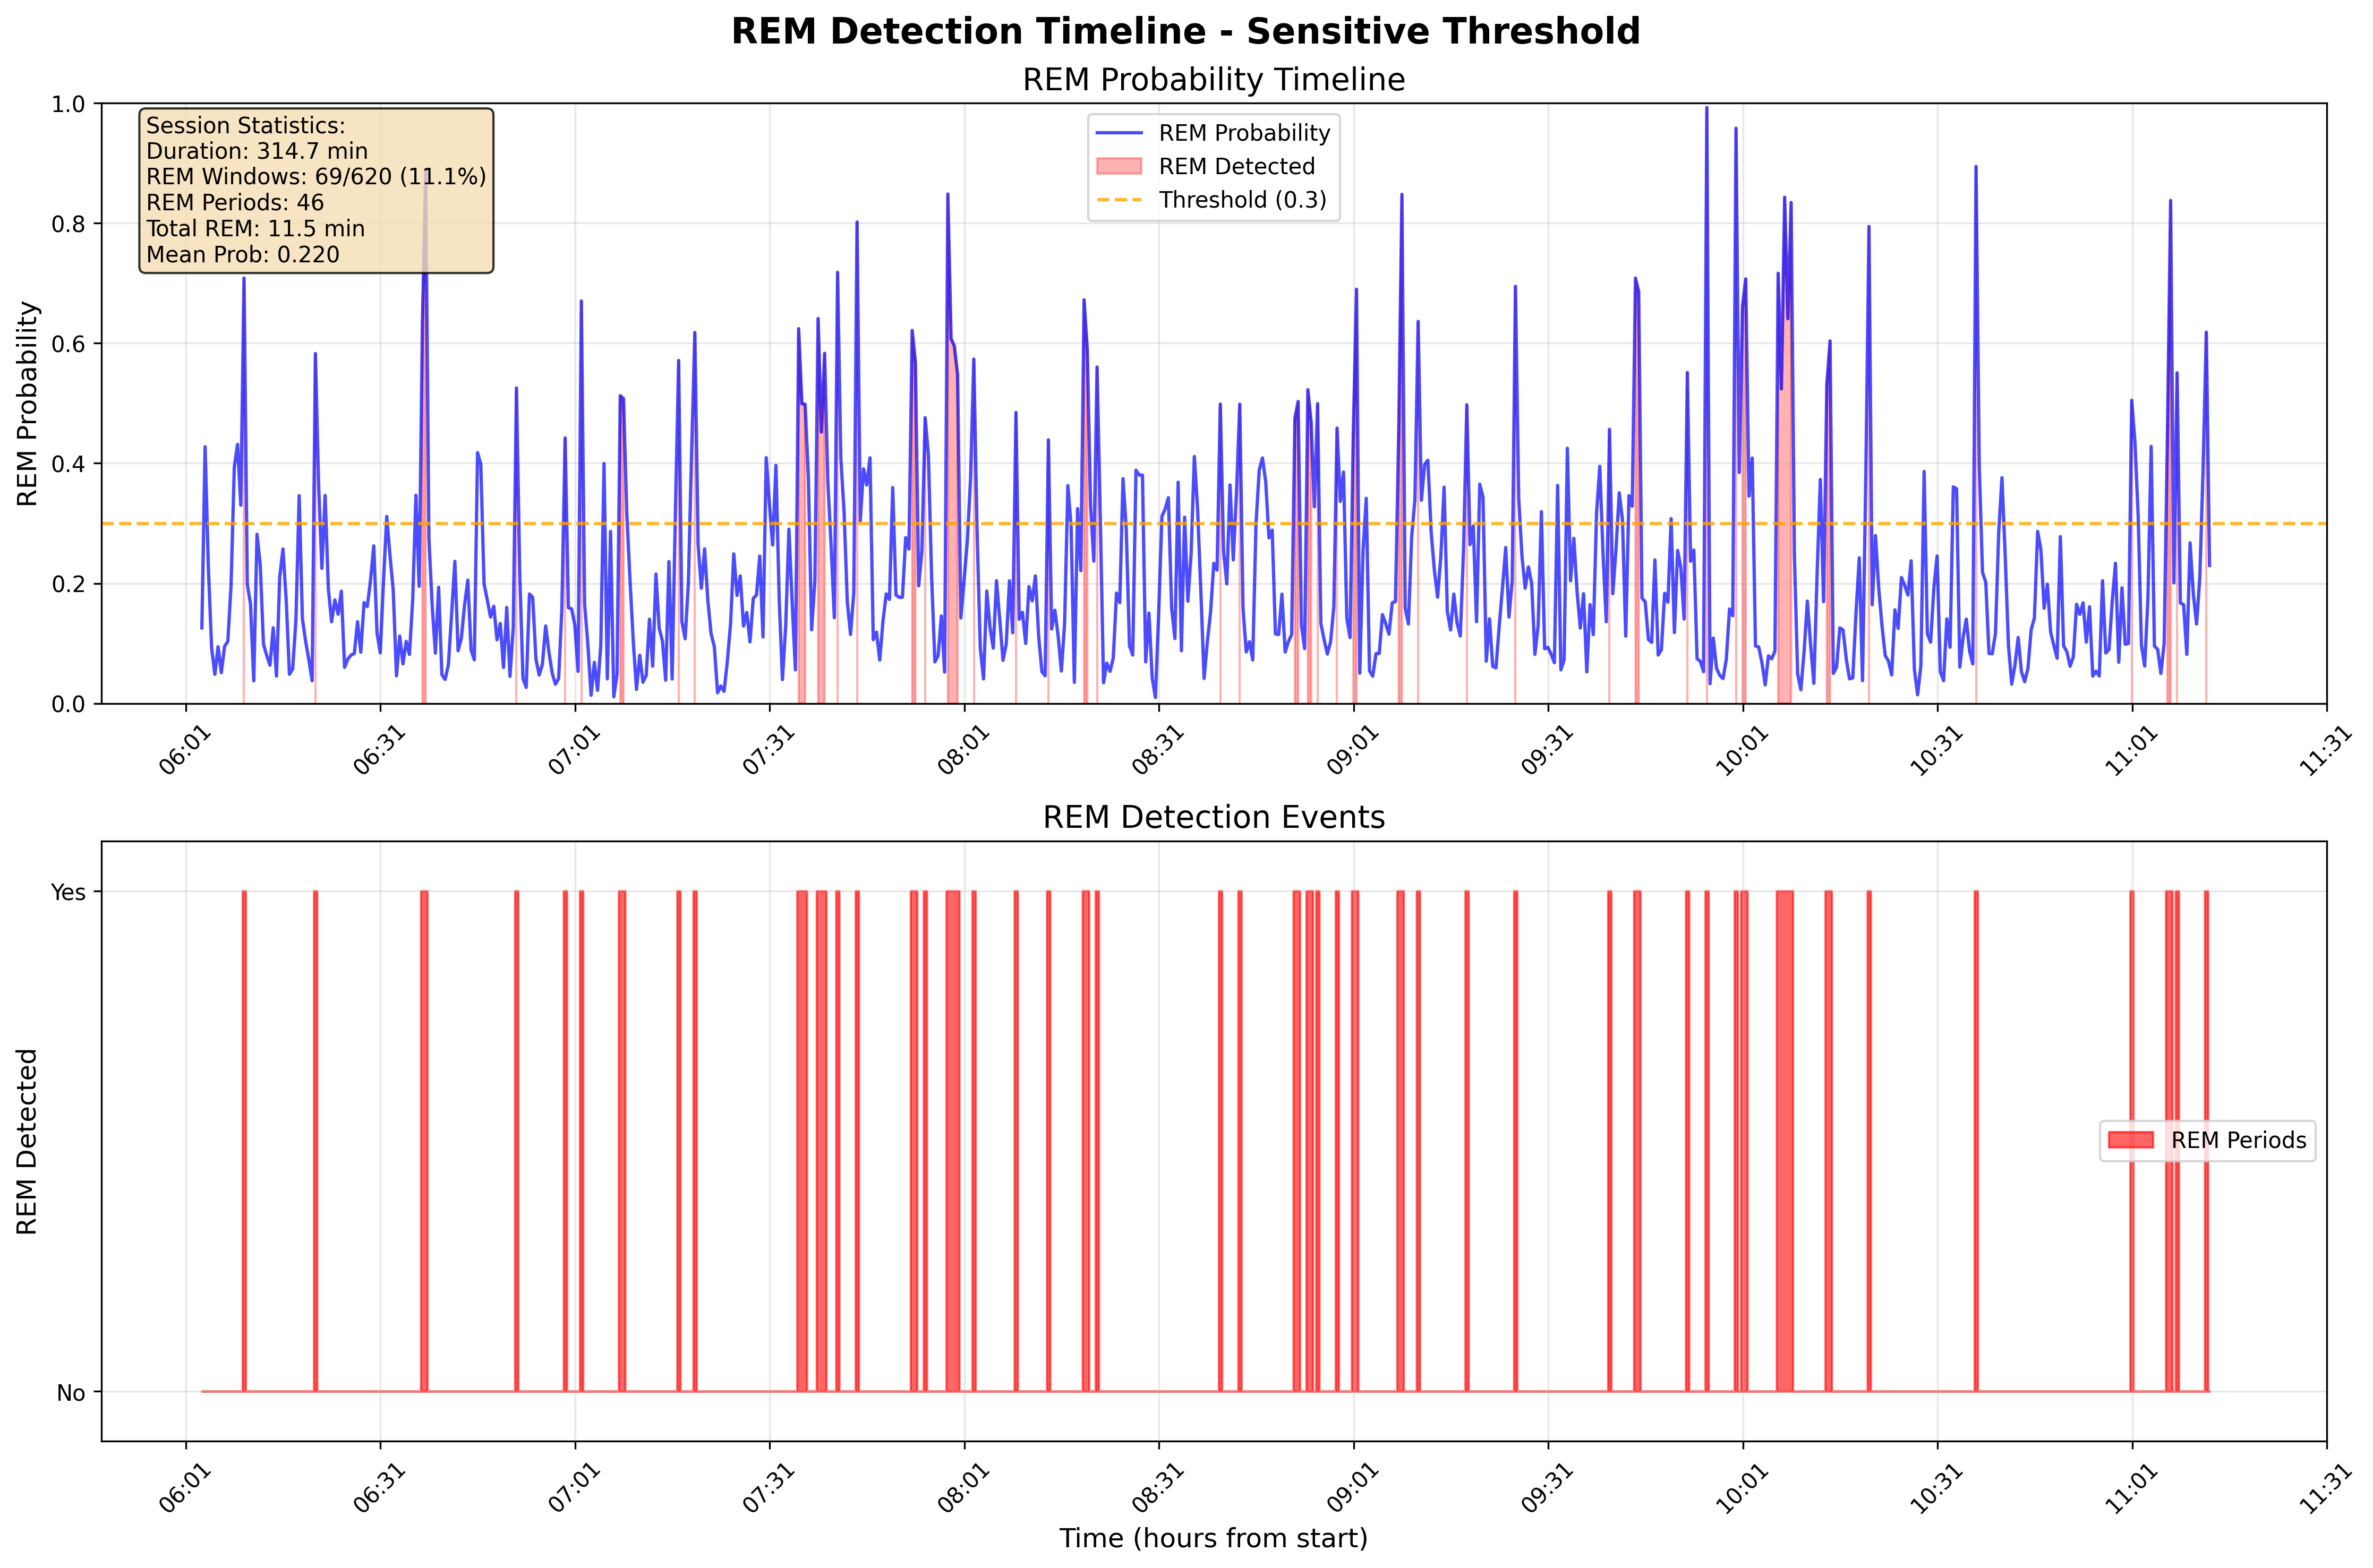 REM Detection Timeline - Sensitive Threshold
REM Probability Timeline
Session Statistics:
Duration: 314.7 min
REM Windows: 69/620 (11.1%)
REM Periods: 46
Total REM: 11.5 min
Mean Prob: 0.220
REM Probability
REM Detected
Threshold (0.3)
REM Probability
1.0
0.8
0.6
0.4
0.2
0.0
06:01
06:31
07:01
07:31
08:01
08:31
09:01
09:31
10:01
10:31
11:01
11:31
REM Detection Events
REM Detected
Yes
No
REM Periods
06:01
06:31
07:01
07:31
08:01
08:31
09:01
09:31
10:01
10:31
11:01
11:31
Time (hours from start)